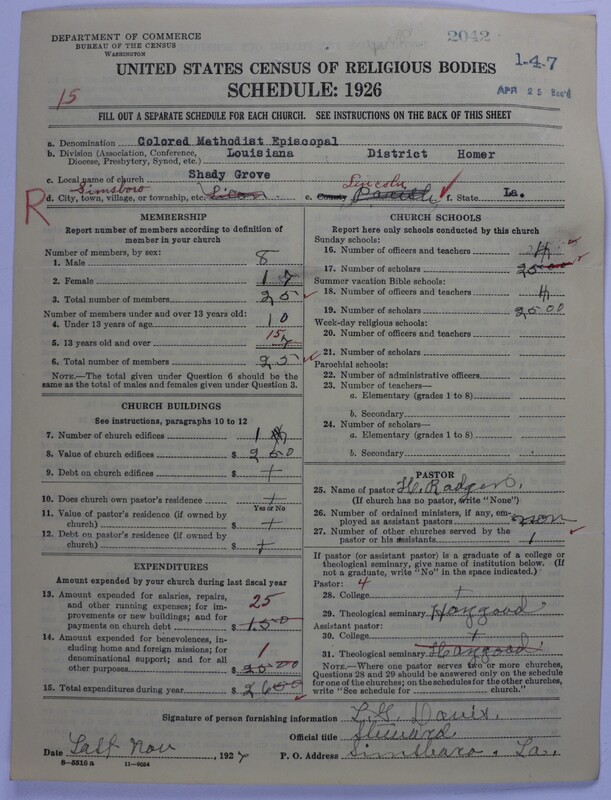 DEPARTMENT OF COMMERCE
BUREAU OF THE CENSUS
WASHINGTON
2042
1-4-7
UNITED STATES CENSUS OF RELIGIOUS BODIES
APR 25 Rec'd
SCHEDULE: 1926
15
FILL OUT A SEPARATE SCHEDULE FOR EACH CHURCH. SEE INSTRUCTIONS ON THE BACK OF THIS SHEET
a. Denomination Colored Methodist Episcopal
b. Division (Association, Conference, Diocese, Presbytery, Synod, etc.) Louisiana District Homer
c. Local name of church Shady Grove
R
d. City, town, village, or township, etc. Simsboro e. County Lincoln Parish f. State La.
MEMBERSHIP
Report number of members according to definition of
member in your church
Number of members, by sex:
1. Male 8
2. Female 17
3. Total number of members 25
Number of members under and over 13 years old:
4. Under 13 years of age 10
5. 13 years old and over 15
6. Total number of members 25
NOTE.—The total given under Question 6 should be the
same as the total of males and females given under Question 3.
CHURCH BUILDINGS
See instructions, paragraphs 10 to 12
7. Number of church edifices 1
8. Value of church edifices $ 250
9. Debt on church edifices $ +
10. Does church own pastor's residence +
Yes or No
11. Value of pastor's residence (if owned by
church) $ +
12. Debt on pastor's residence (if owned by
church) $ +
EXPENDITURES
Amount expended by your church during last fiscal year
13. Amount expended for salaries, repairs,
and other running expenses; for im-
provements or new buildings; and for
payments on church debt 25 $ 1.50
14. Amount expended for benevolences,
including home and foreign missions; for
denominational support; and for all
other purposes 1 $ 25.00
15. Total expenditures during year $ 2600
CHURCH SCHOOLS
Report here only schools conducted by this church
Sunday schools:
16. Number of officers and teachers 4
17. Number of scholars 25
Summer vacation Bible schools:
18. Number of officers and teachers 4
19. Number of scholars 25 00
Week-day religious schools:
20. Number of officers and teachers
21. Number of scholars
Parochial schools:
22. Number of administrative officers
23. Number of teachers—
a. Elementary (grades 1 to 8)
b. Secondary
24. Number of scholars—
a. Elementary (grades 1 to 8)
b. Secondary
PASTOR
25. Name of pastor H. Radgers.
(If church has no pastor, write "None")
26. Number of ordained ministers, if any, em-
ployed as assistant pastors non
27. Number of other churches served by the
pastor or his assistants 1
If pastor (or assistant pastor) is a graduate of a college or
theological seminary, give name of institution below. (If
not a graduate, write "No" in the space indicated.)
Pastor: 4
28. College +
29. Theological seminary Haygood
Assistant pastor:
30. College +
31. Theological seminary Haygood
NOTE.—Where one pastor serves two or more churches,
Questions 28 and 29 should be answered only on the schedule
for one of the churches; on the schedules for the other churches,
write "See schedule for church."
Signature of person furnishing information L. G. Davis.
Official title Steward
Date Last Nov , 1927 P. O. Address Simsboro. La.
8-5516 a 11-9054